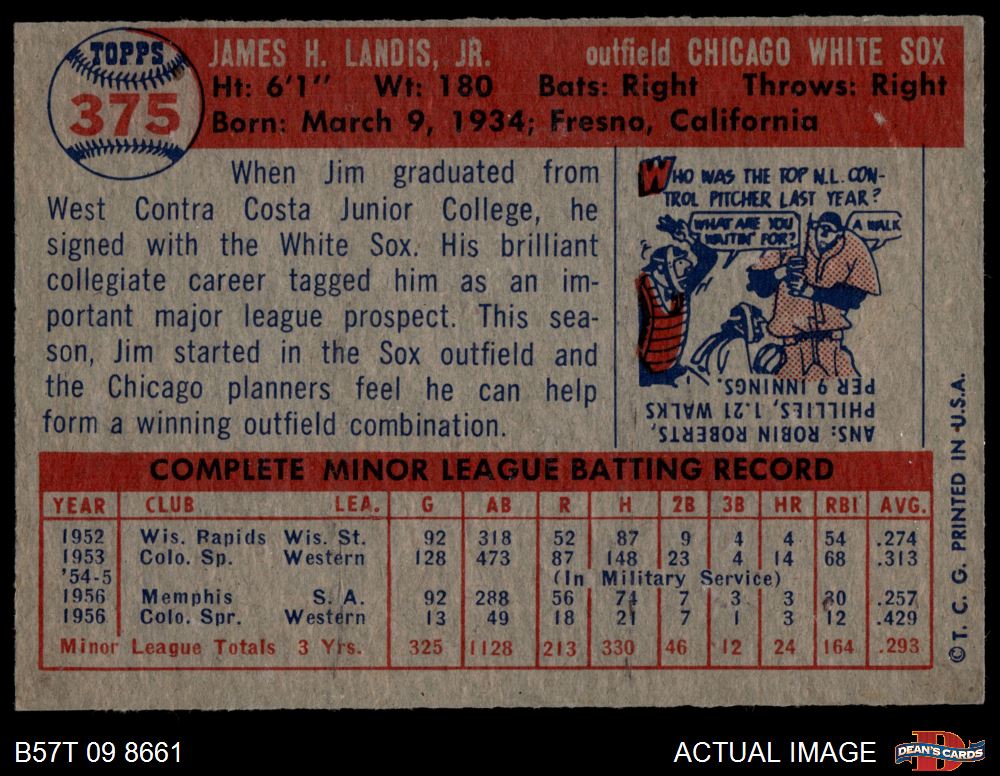 TOPPS
375
JAMES H. LANDIS, JR. outfield CHICAGO WHITE SOX
Ht: 6'1" Wt: 180 Bats: Right Throws: Right
Born: March 9, 1934; Fresno, California
When Jim graduated from
West Contra Costa Junior College, he
signed with the White Sox. His brilliant
collegiate career tagged him as an im-
portant major league prospect. This sea-
son, Jim started in the Sox outfield and
the Chicago planners feel he can help
form a winning outfield combination.
WHO WAS THE TOP N.L. CON-
TROL PITCHER LAST YEAR?
WHAT ARE YOU
WAITIN' FOR?
A WALK
ANS: ROBIN ROBERTS,
PHILLIES, 1.21 WALKS
PER 9 INNINGS.
COMPLETE MINOR LEAGUE BATTING RECORD
YEAR CLUB LEA. G AB R H 2B 3B HR RBI AVG.
1952 Wis. Rapids Wis. St. 92 318 52 87 9 4 4 54 .274
1953 Colo. Sp. Western 128 473 87 148 23 4 14 68 .313
'54-5 (In Military Service)
1956 Memphis S. A. 92 288 56 74 7 3 3 30 .257
1956 Colo. Spr. Western 13 49 18 21 7 1 3 12 .429
Minor League Totals 3 Yrs. 325 1128 213 330 46 12 24 164 .293
© T. C. G. PRINTED IN U.S.A.
B57T 09 8661
ACTUAL IMAGE
D
DEAN'S CARDS